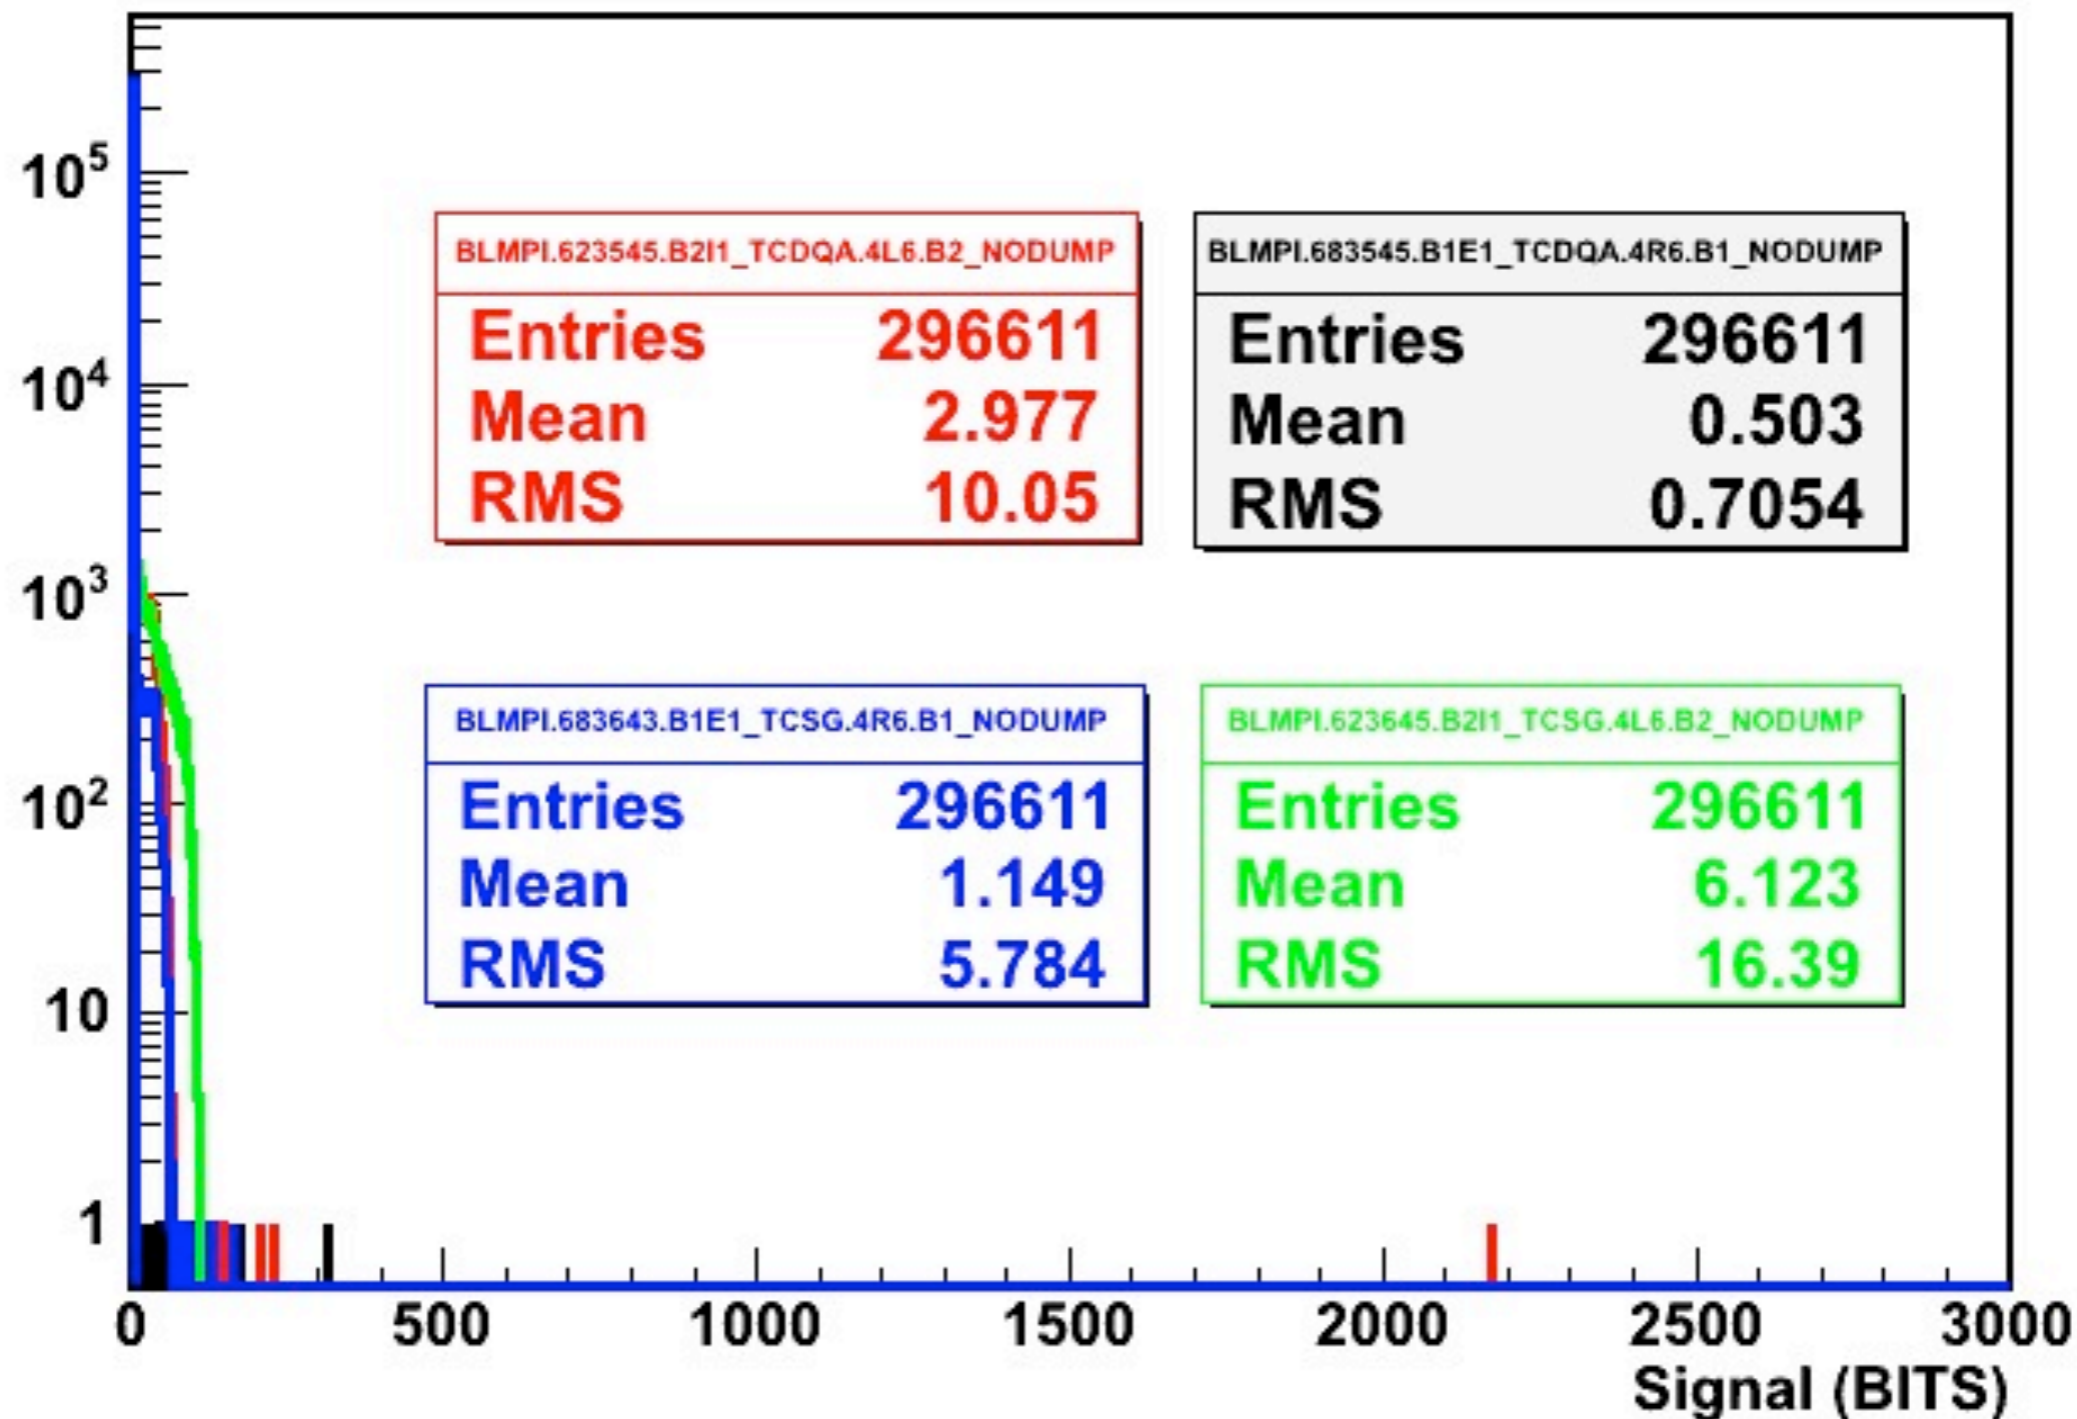 10^5
10^4
10^3
10^2
10
1
BLMPI.623545.B2I1_TCDQA.4L6.B2_NODUMP
Entries 296611
Mean 2.977
RMS 10.05
BLMPI.683545.B1E1_TCDQA.4R6.B1_NODUMP
Entries 296611
Mean 0.503
RMS 0.7054
BLMPI.683643.B1E1_TCSG.4R6.B1_NODUMP
Entries 296611
Mean 1.149
RMS 5.784
BLMPI.623645.B2I1_TCSG.4L6.B2_NODUMP
Entries 296611
Mean 6.123
RMS 16.39
0 500 1000 1500 2000 2500 3000
Signal (BITS)